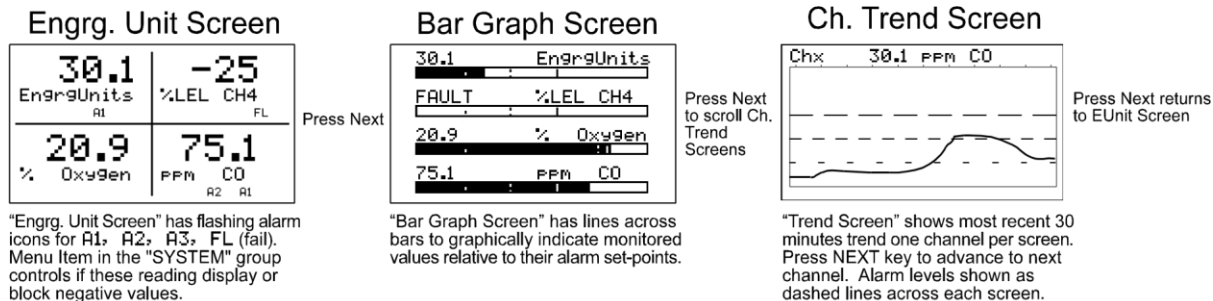 Engrg. Unit Screen
30.1
EngrgUnits
A1
-25
%LEL CH4
FL
20.9
% Oxygen
75.1
ppm CO
A2 A1
"Engrg. Unit Screen" has flashing alarm
icons for A1, A2, A3, FL (fail).
Menu Item in the "SYSTEM" group
controls if these reading display or
block negative values.
Press Next
Bar Graph Screen
30.1 EngrgUnits
FAULT %LEL CH4
20.9 % Oxygen
75.1 ppm CO
"Bar Graph Screen" has lines across
bars to graphically indicate monitored
values relative to their alarm set-points.
Press Next
to scroll Ch.
Trend
Screens
Ch. Trend Screen
Chx 30.1 ppm CO
"Trend Screen" shows most recent 30
minutes trend one channel per screen.
Press NEXT key to advance to next
channel. Alarm levels shown as
dashed lines across each screen.
Press Next returns
to EUnit Screen